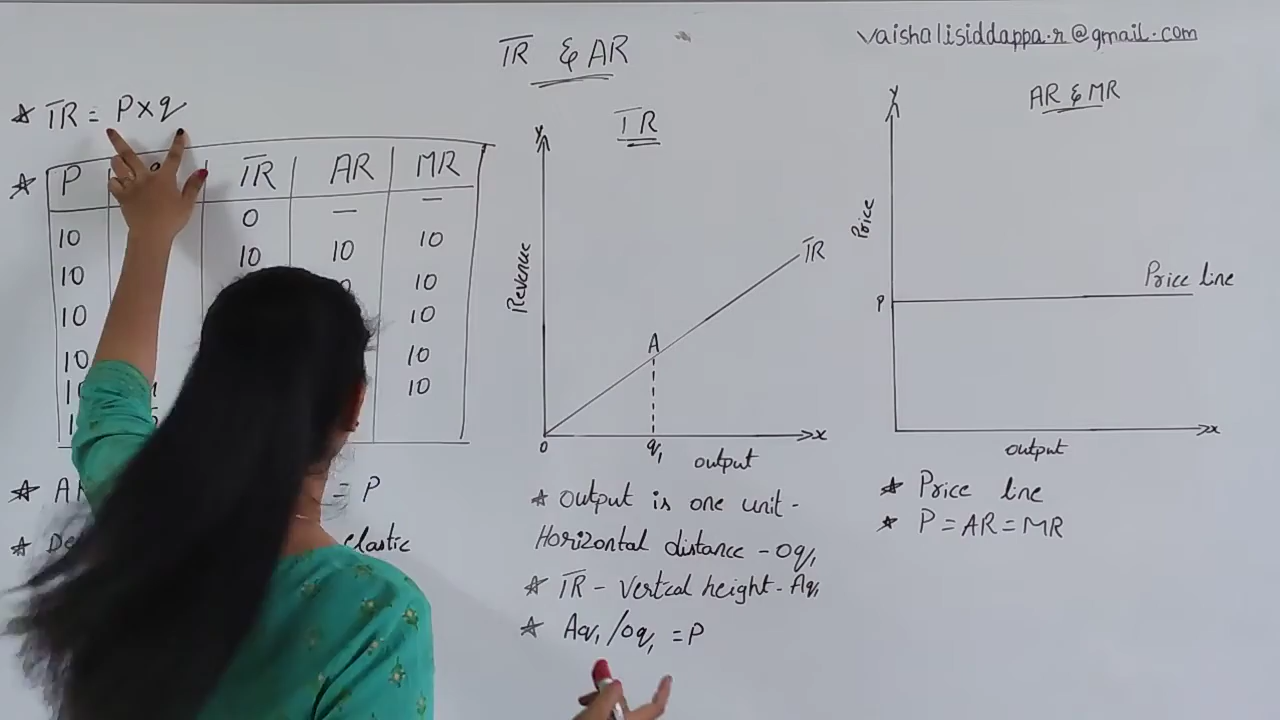 TR & AR
vaishalisiddappa.r@gmail.com
* TR = P x q
* P TR AR MR
0 — —
10 10 10 10
10 10
10 10
10 10
10 10
= P
elastic
TR
y
Revenue
TR
A
0 q₁ output x
* output is one unit -
Horizontal distance - Oq₁
* TR - Vertcal height - Aq₁
* Aq₁/Oq₁ = P
AR & MR
y
Price
P Price line
output x
* Price line
* P = AR = MR